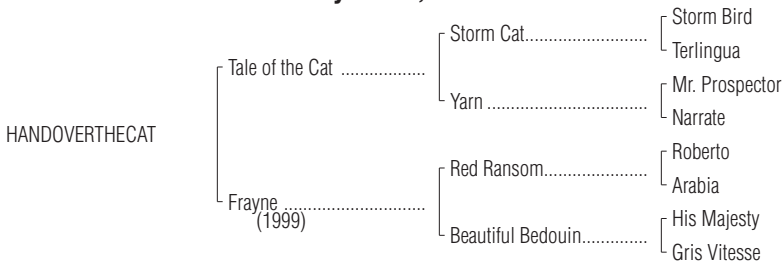 Storm Bird
Storm Cat
Terlingua
Tale of the Cat
Mr. Prospector
Yarn
Narrate
HANDOVERTHECAT
Roberto
Red Ransom
Arabia
Frayne
(1999)
His Majesty
Beautiful Bedouin
Gris Vitesse